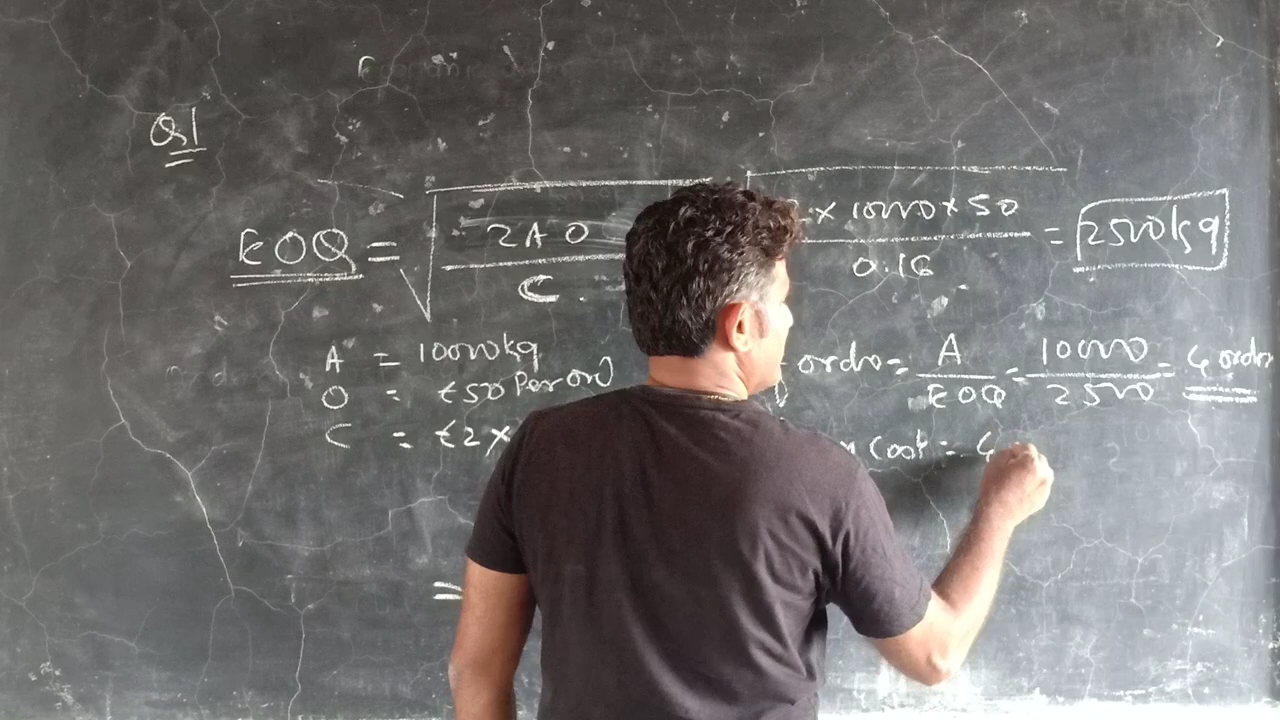 Q1
EOQ = √ 2AO / C. × 10000 × 50 / 0.16 = 2500kg
A = 10000kg
O = ₹50 Per ord
C = ₹2 ×
ordrs = A / EOQ = 10000 / 2500 = 4 ordrs
Cost = 4
=